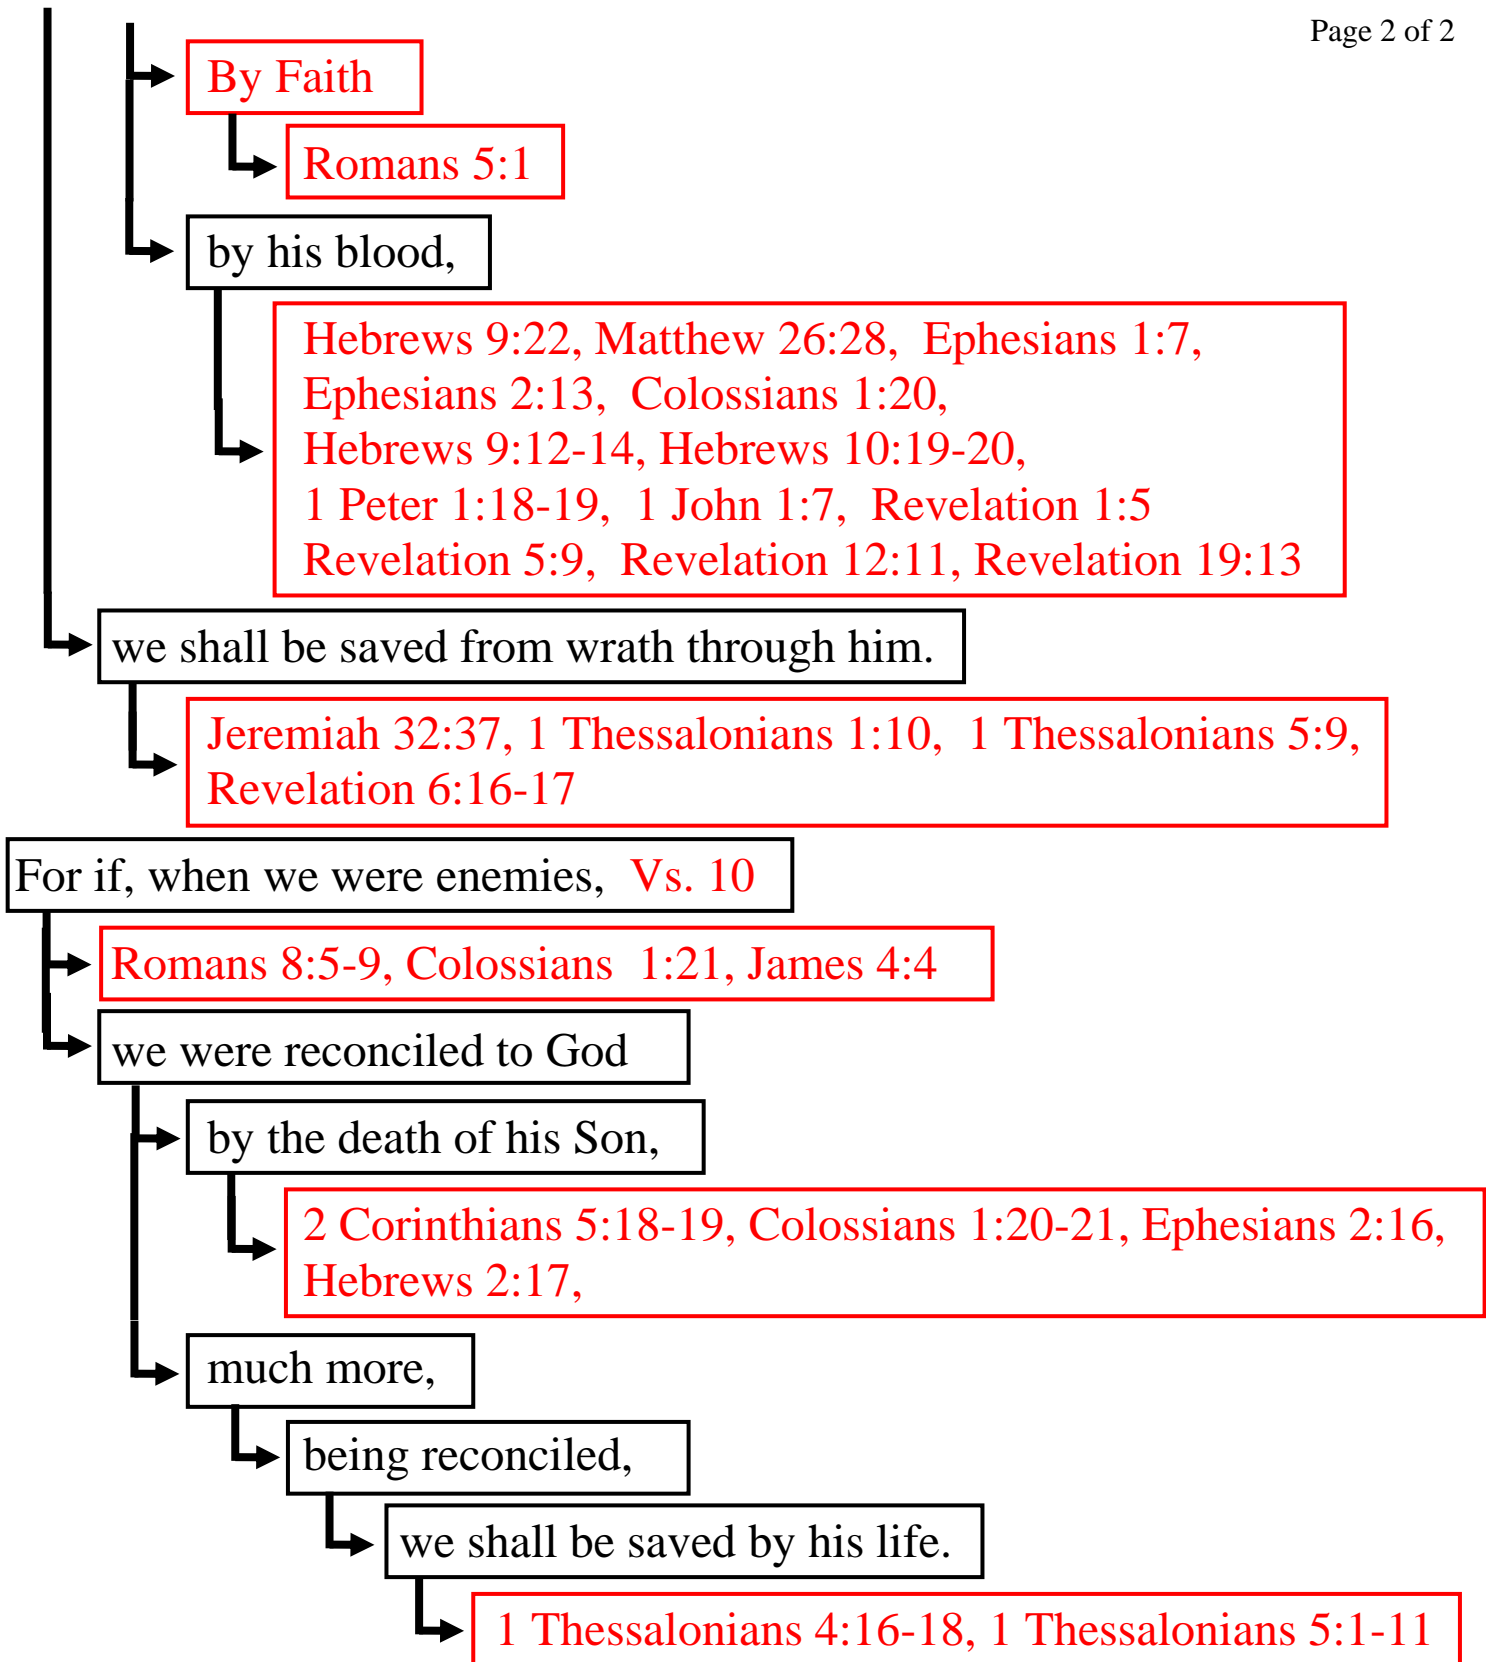 Page 2 of 2
By Faith
Romans 5:1
by his blood,
Hebrews 9:22, Matthew 26:28,  Ephesians 1:7,
Ephesians 2:13,  Colossians 1:20,
Hebrews 9:12-14, Hebrews 10:19-20,
1 Peter 1:18-19,  1 John 1:7,  Revelation 1:5
Revelation 5:9,  Revelation 12:11, Revelation 19:13
we shall be saved from wrath through him.
Jeremiah 32:37, 1 Thessalonians 1:10,  1 Thessalonians 5:9,
Revelation 6:16-17
For if, when we were enemies,  Vs. 10
Romans 8:5-9, Colossians  1:21, James 4:4
we were reconciled to God
by the death of his Son,
2 Corinthians 5:18-19, Colossians 1:20-21, Ephesians 2:16,
Hebrews 2:17,
much more,
being reconciled,
we shall be saved by his life.
1 Thessalonians 4:16-18, 1 Thessalonians 5:1-11